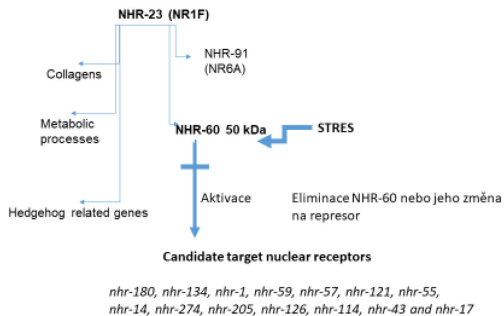 NHR-23 (NR1F)
NHR-91
(NR6A)
Collagens
Metabolic
processes
NHR-60 50 kDa
STRES
Aktivace
Eliminace NHR-60 nebo jeho změna
na represor
Hedgehog related genes
Candidate target nuclear receptors
nhr-180, nhr-134, nhr-1, nhr-59, nhr-57, nhr-121, nhr-55,
nhr-14, nhr-274, nhr-205, nhr-126, nhr-114, nhr-43 and nhr-17